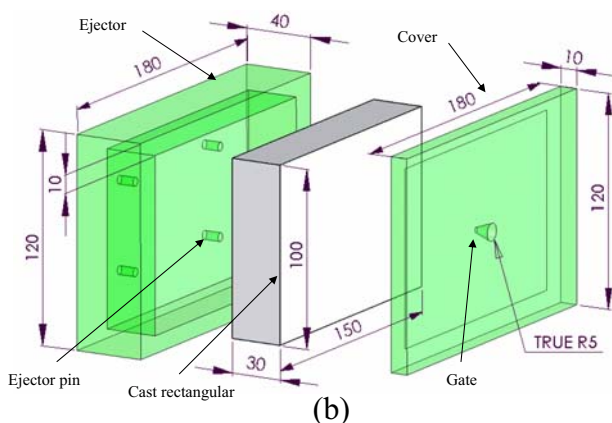 Ejector
40
180
Cover
10
180
120
10
120
100
150
30
TRUE R5
Ejector pin
Cast rectangular
Gate
(b)